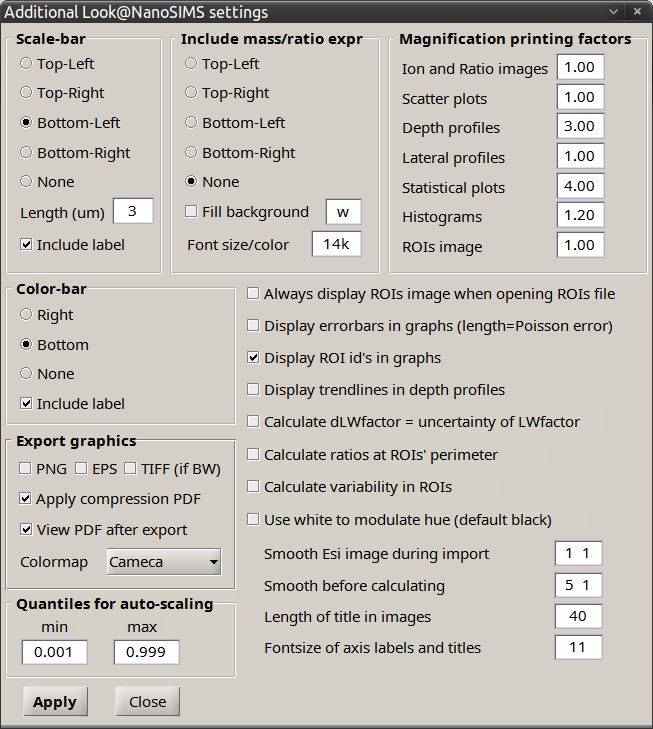 Additional Look@NanoSIMS settings
Scale-bar
Top-Left
Top-Right
Bottom-Left
Bottom-Right
None
Length (um) 3
Include label
Include mass/ratio expr
Top-Left
Top-Right
Bottom-Left
Bottom-Right
None
Fill background w
Font size/color 14k
Magnification printing factors
Ion and Ratio images 1.00
Scatter plots 1.00
Depth profiles 3.00
Lateral profiles 1.00
Statistical plots 4.00
Histograms 1.20
ROIs image 1.00
Color-bar
Right
Bottom
None
Include label
Export graphics
PNG EPS TIFF (if BW)
Apply compression PDF
View PDF after export
Colormap Cameca
Quantiles for auto-scaling
min max
0.001 0.999
Always display ROIs image when opening ROIs file
Display errorbars in graphs (length=Poisson error)
Display ROI id's in graphs
Display trendlines in depth profiles
Calculate dLWfactor = uncertainty of LWfactor
Calculate ratios at ROIs' perimeter
Calculate variability in ROIs
Use white to modulate hue (default black)
Smooth Esi image during import 1 1
Smooth before calculating 5 1
Length of title in images 40
Fontsize of axis labels and titles 11
Apply Close